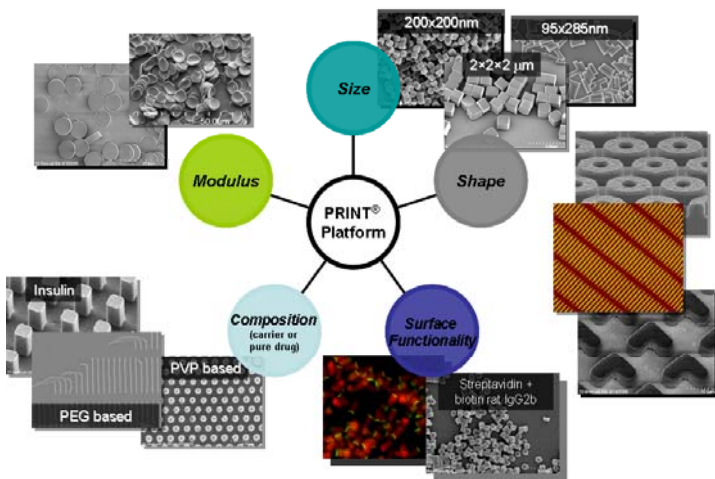 200x200nm
95x285nm
2×2×2 µm
Size
Modulus
Shape
PRINT®
Platform
Insulin
Composition
(carrier or
pure drug)
Surface
Functionality
PVP based
PEG based
Streptavidin +
biotin rat IgG2b